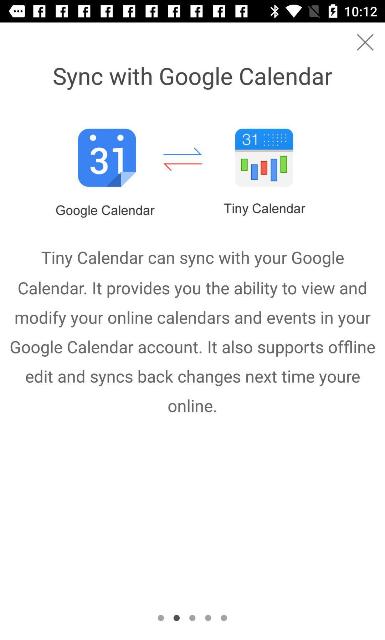 10:12
Sync with Google Calendar
31
31
Google Calendar
Tiny Calendar
Tiny Calendar can sync with your Google
Calendar. It provides you the ability to view and
modify your online calendars and events in your
Google Calendar account. It also supports offline
edit and syncs back changes next time youre
online.